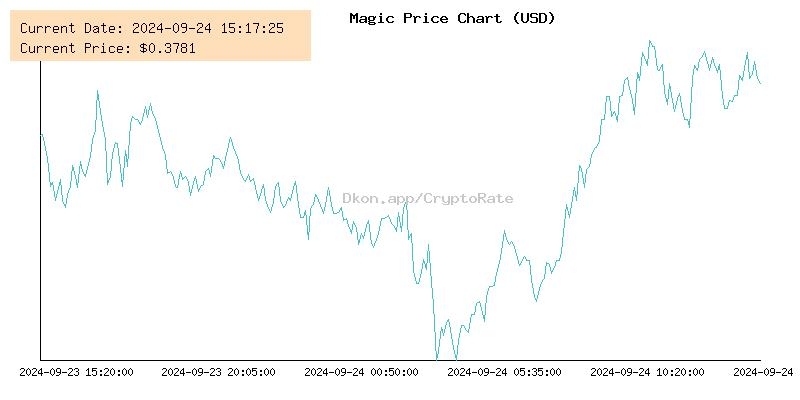 Magic Price Chart (USD)
Current Date: 2024-09-24 15:17:25
Current Price: $0.3781
Dkon.app/CryptoRate
2024-09-23 15:20:00 2024-09-23 20:05:00 2024-09-24 00:50:00 2024-09-24 05:35:00 2024-09-24 10:20:00 2024-09-24